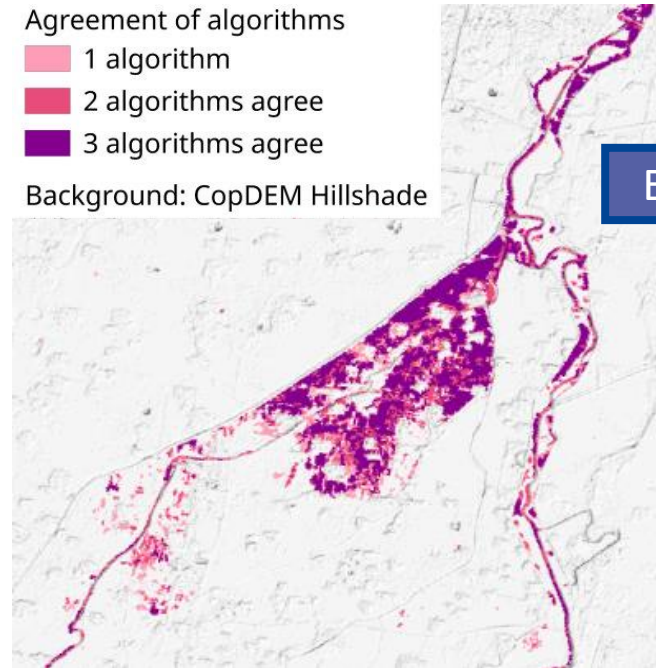 Agreement of algorithms
1 algorithm
2 algorithms agree
3 algorithms agree
Background: CopDEM Hillshade